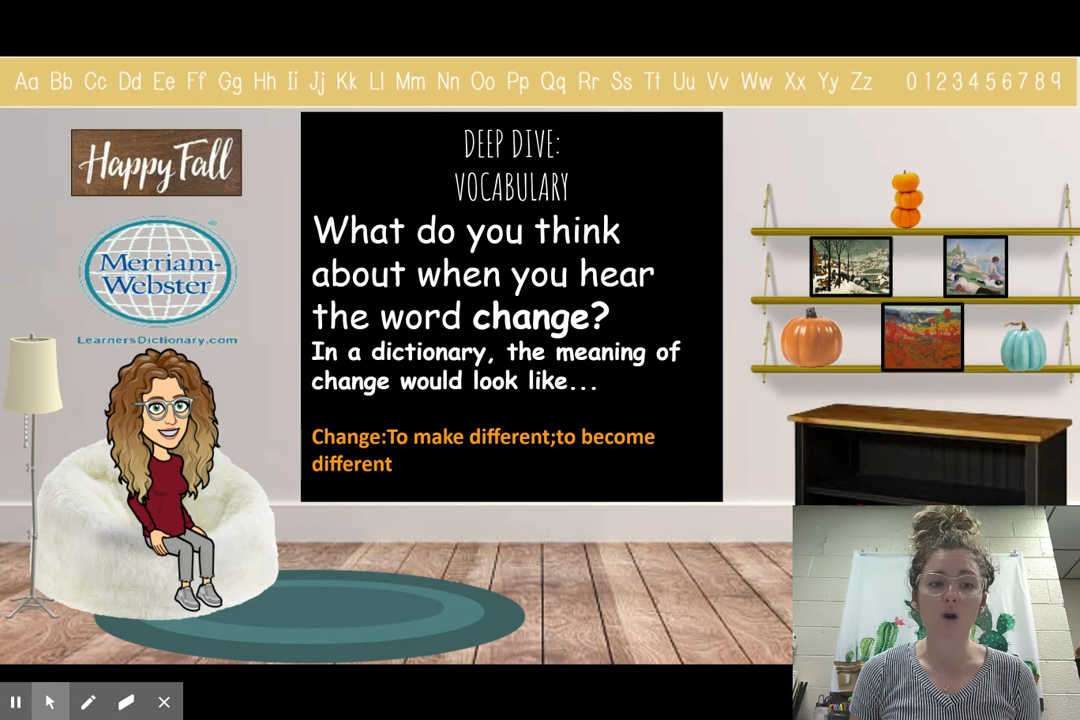 Aa Bb Cc Dd Ee Ff Gg Hh Ii Jj Kk Ll Mm Nn Oo Pp Qq Rr Ss Tt Uu Vv Ww Xx Yy Zz 0 1 2 3 4 5 6 7 8 9
Happy Fall
Merriam-
Webster
®
LearnersDictionary.com
DEEP DIVE:
VOCABULARY
What do you think
about when you hear
the word change?
In a dictionary, the meaning of
change would look like...
Change:To make different;to become
different